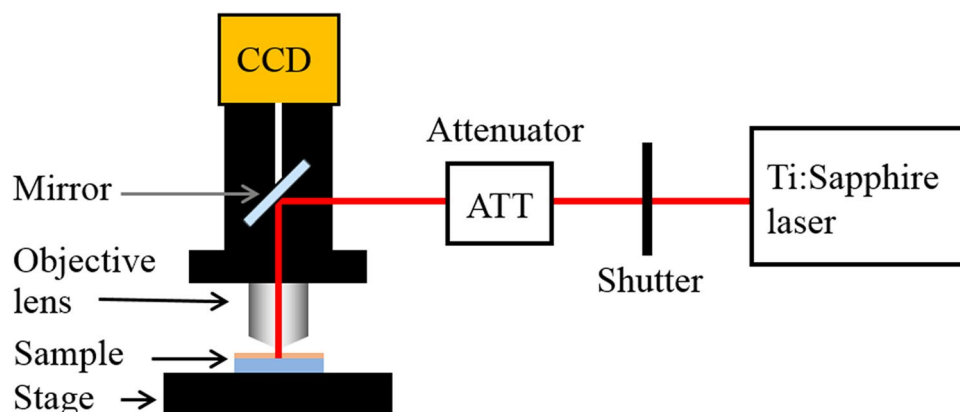 CCD
Attenuator
Mirror
ATT
Ti:Sapphire
laser
Objective
lens
Shutter
Sample
Stage